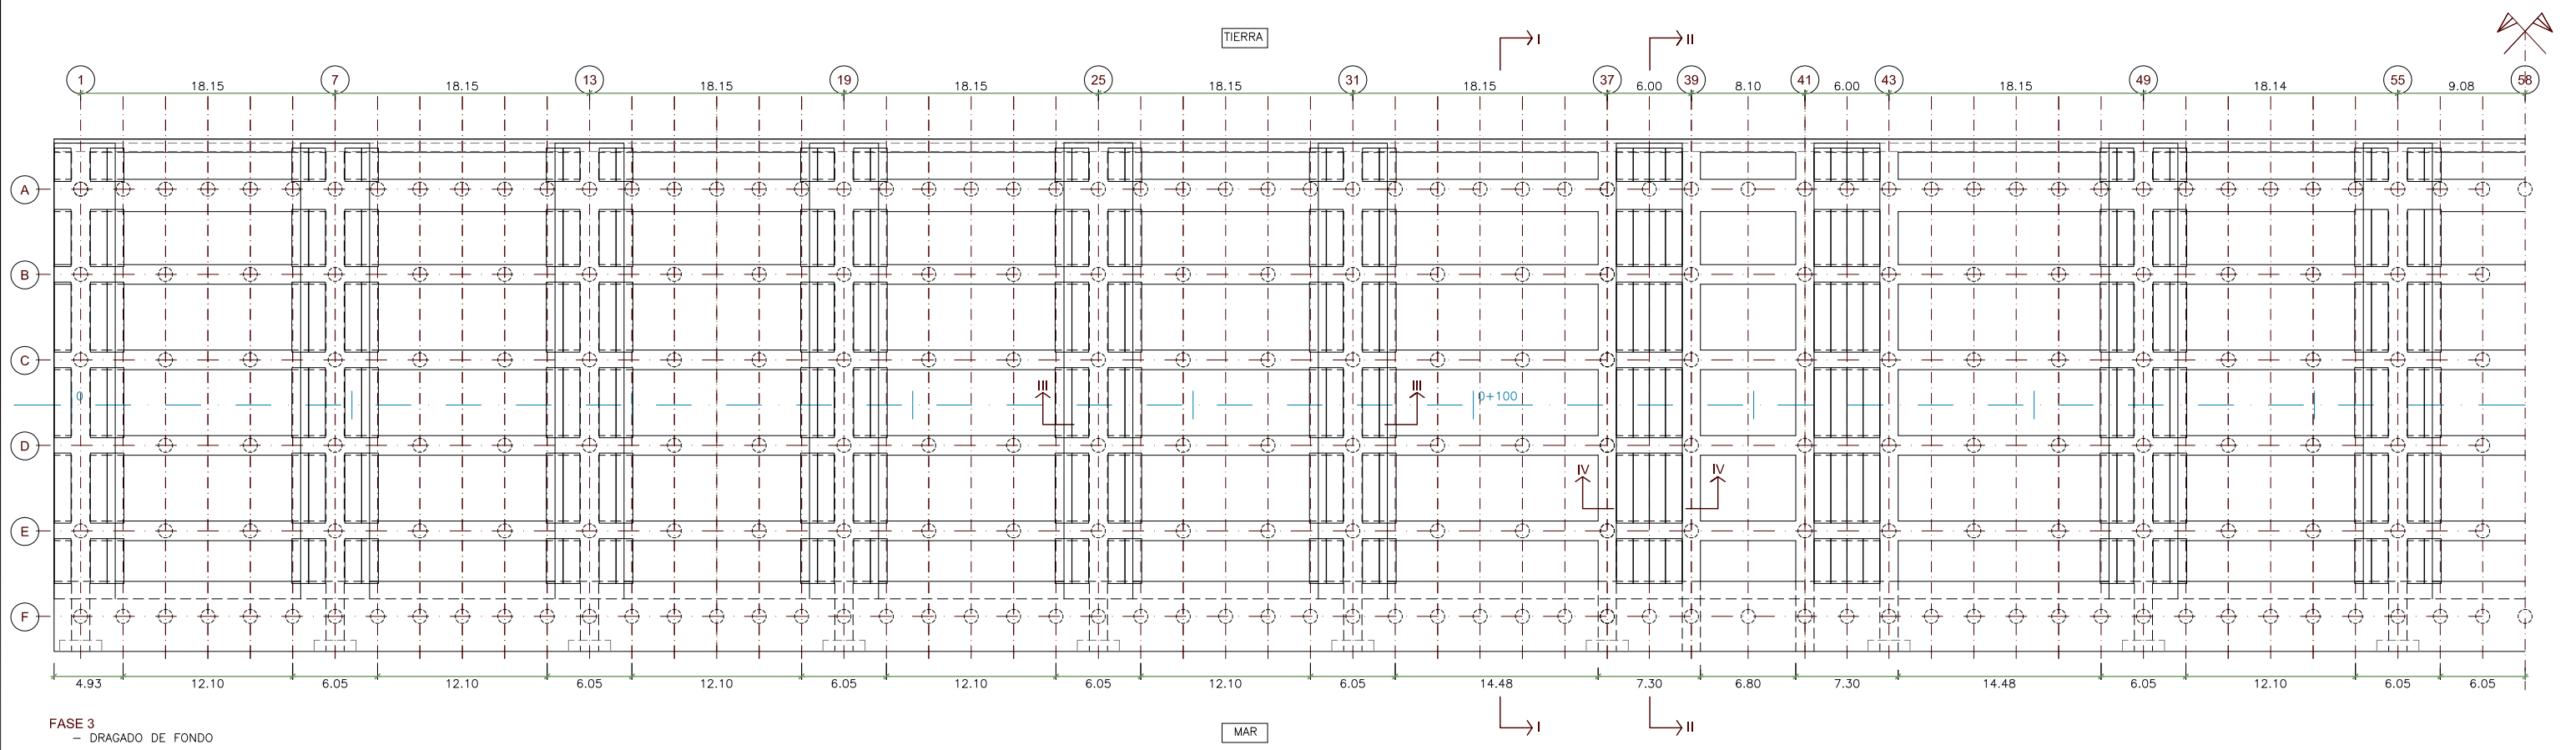 TIERRA
I II
1 7 13 19 25 31 37 39 41 43 49 55 58
18.15 18.15 18.15 18.15 18.15 18.15 6.00 8.10 6.00 18.15 18.14 9.08
A
B
C
III III
0 0+100
D
IV IV
E
F
4.93 12.10 6.05 12.10 6.05 12.10 6.05 12.10 6.05 12.10 6.05 14.48 7.30 6.80 7.30 14.48 6.05 12.10 6.05 6.05
I II
FASE 3
MAR
– DRAGADO DE FONDO